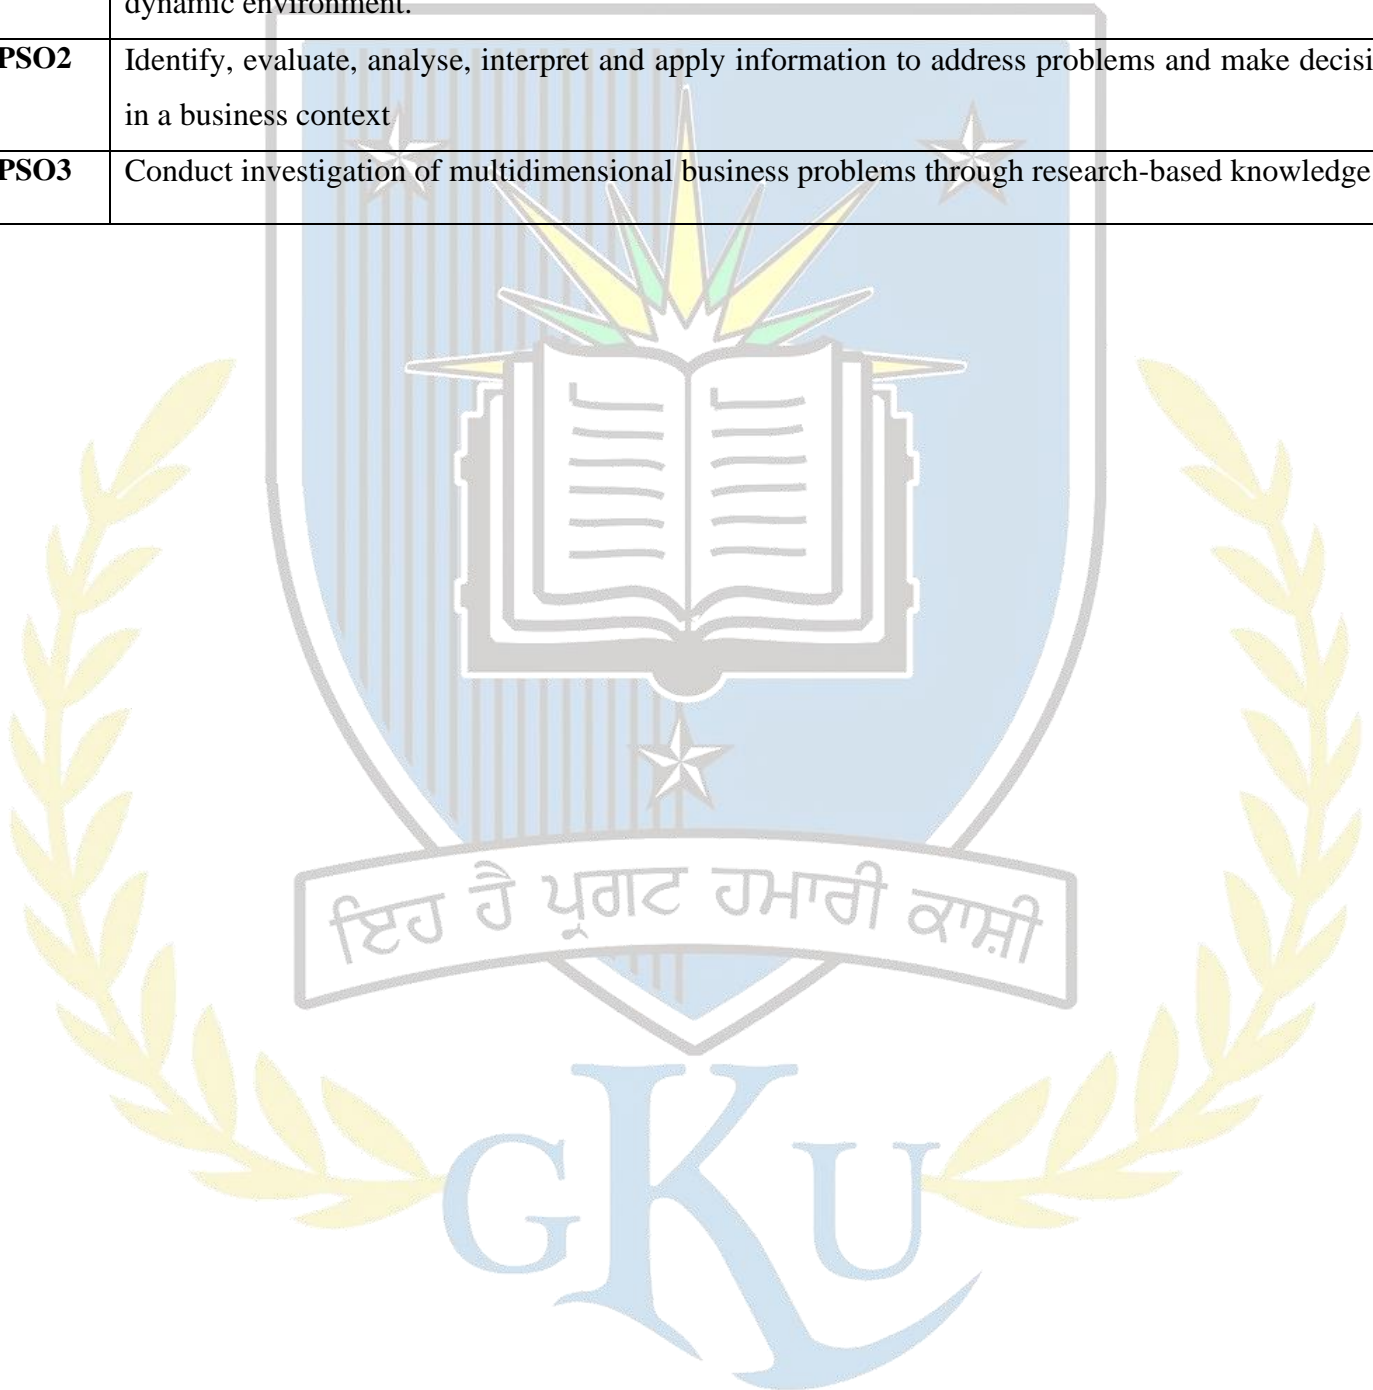 dynamic environment.
PSO2 Identify, evaluate, analyse, interpret and apply information to address problems and make
in a business context
PSO3 Conduct investigation of multidimensional business problems through research-based knowledge
ਇਹ ਹੈ ਪ੍ਰਗਟ ਹਮਾਰੀ ਕਾਸ਼ੀ
GKU